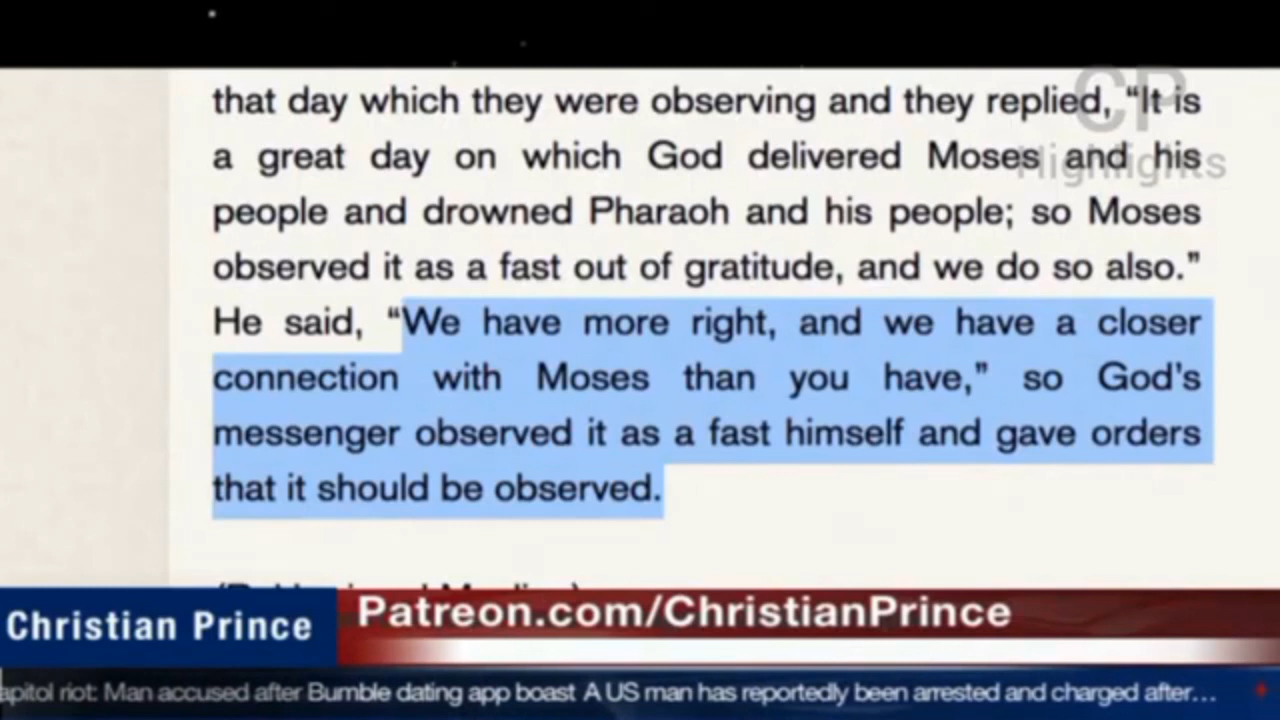 that day which they were observing and they replied, “It is
a great day on which God delivered Moses and his
people and drowned Pharaoh and his people; so Moses
observed it as a fast out of gratitude, and we do so also.”
He said, “We have more right, and we have a closer
connection with Moses than you have,” so God’s
messenger observed it as a fast himself and gave orders
that it should be observed.
CP
Highlights
Christian Prince
Patreon.com/ChristianPrince
apitol riot: Man accused after Bumble dating app boast A US man has reportedly been arrested and charged after...